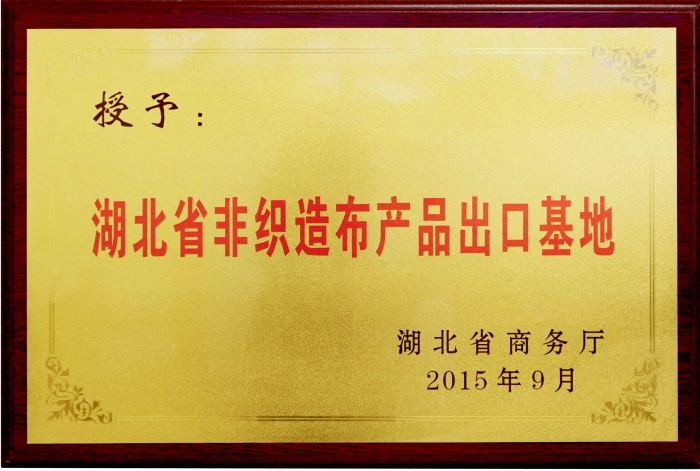 授予：
湖北省非织造布产品出口基地
湖北省商务厅
2015年9月